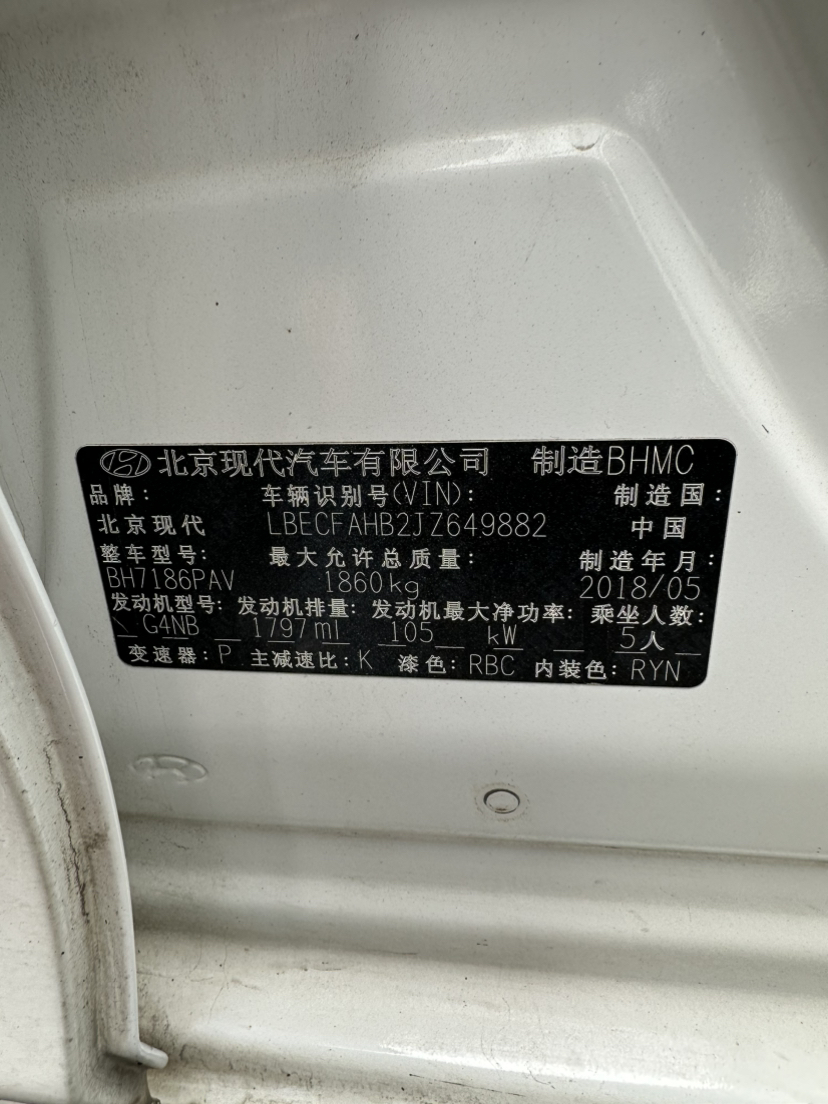 北京现代汽车有限公司 制造BHMC
品牌: 车辆识别号(VIN): 制造国:
北京现代 LBECFAHB2JZ649882 中国
整车型号: 最大允许总质量: 制造年月:
BH7186PAV 1860kg 2018/05
发动机型号: 发动机排量: 发动机最大净功率: 乘坐人数:
G4NB 1797ml 105 kW 5人
变速器: P 主减速比: K 漆色: RBC 内装色: RYN